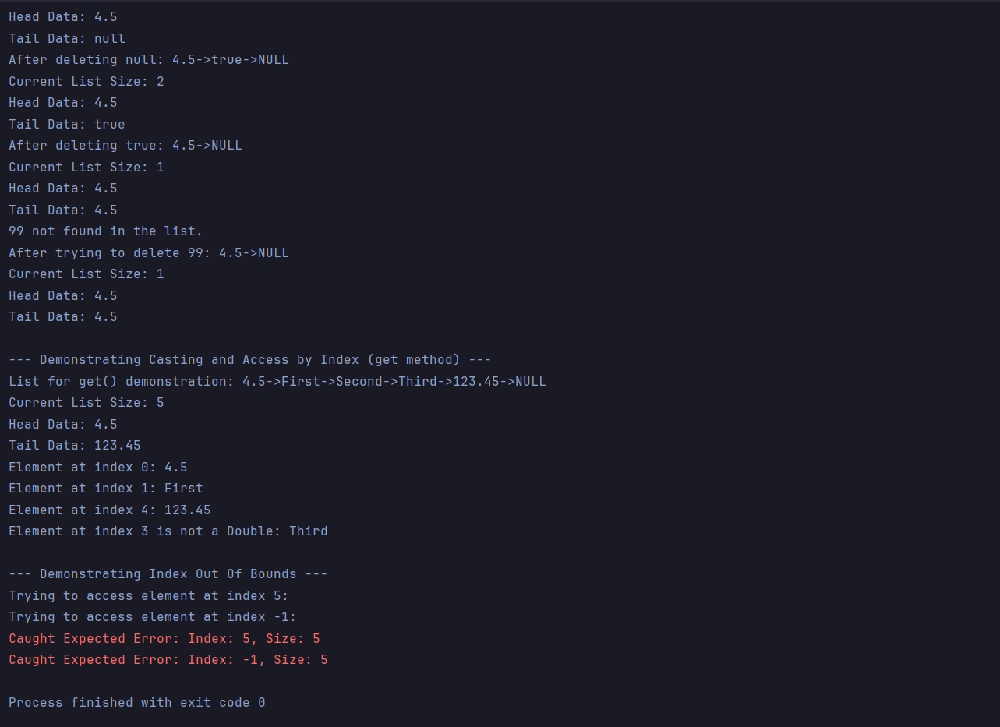 Head Data: 4.5
Tail Data: null
After deleting null: 4.5->true->NULL
Current List Size: 2
Head Data: 4.5
Tail Data: true
After deleting true: 4.5->NULL
Current List Size: 1
Head Data: 4.5
Tail Data: 4.5
99 not found in the list.
After trying to delete 99: 4.5->NULL
Current List Size: 1
Head Data: 4.5
Tail Data: 4.5
--- Demonstrating Casting and Access by Index (get method) ---
List for get() demonstration: 4.5->First->Second->Third->123.45->NULL
Current List Size: 5
Head Data: 4.5
Tail Data: 123.45
Element at index 0: 4.5
Element at index 1: First
Element at index 4: 123.45
Element at index 3 is not a Double: Third
--- Demonstrating Index Out Of Bounds ---
Trying to access element at index 5:
Trying to access element at index -1:
Caught Expected Error: Index: 5, Size: 5
Caught Expected Error: Index: -1, Size: 5
Process finished with exit code 0